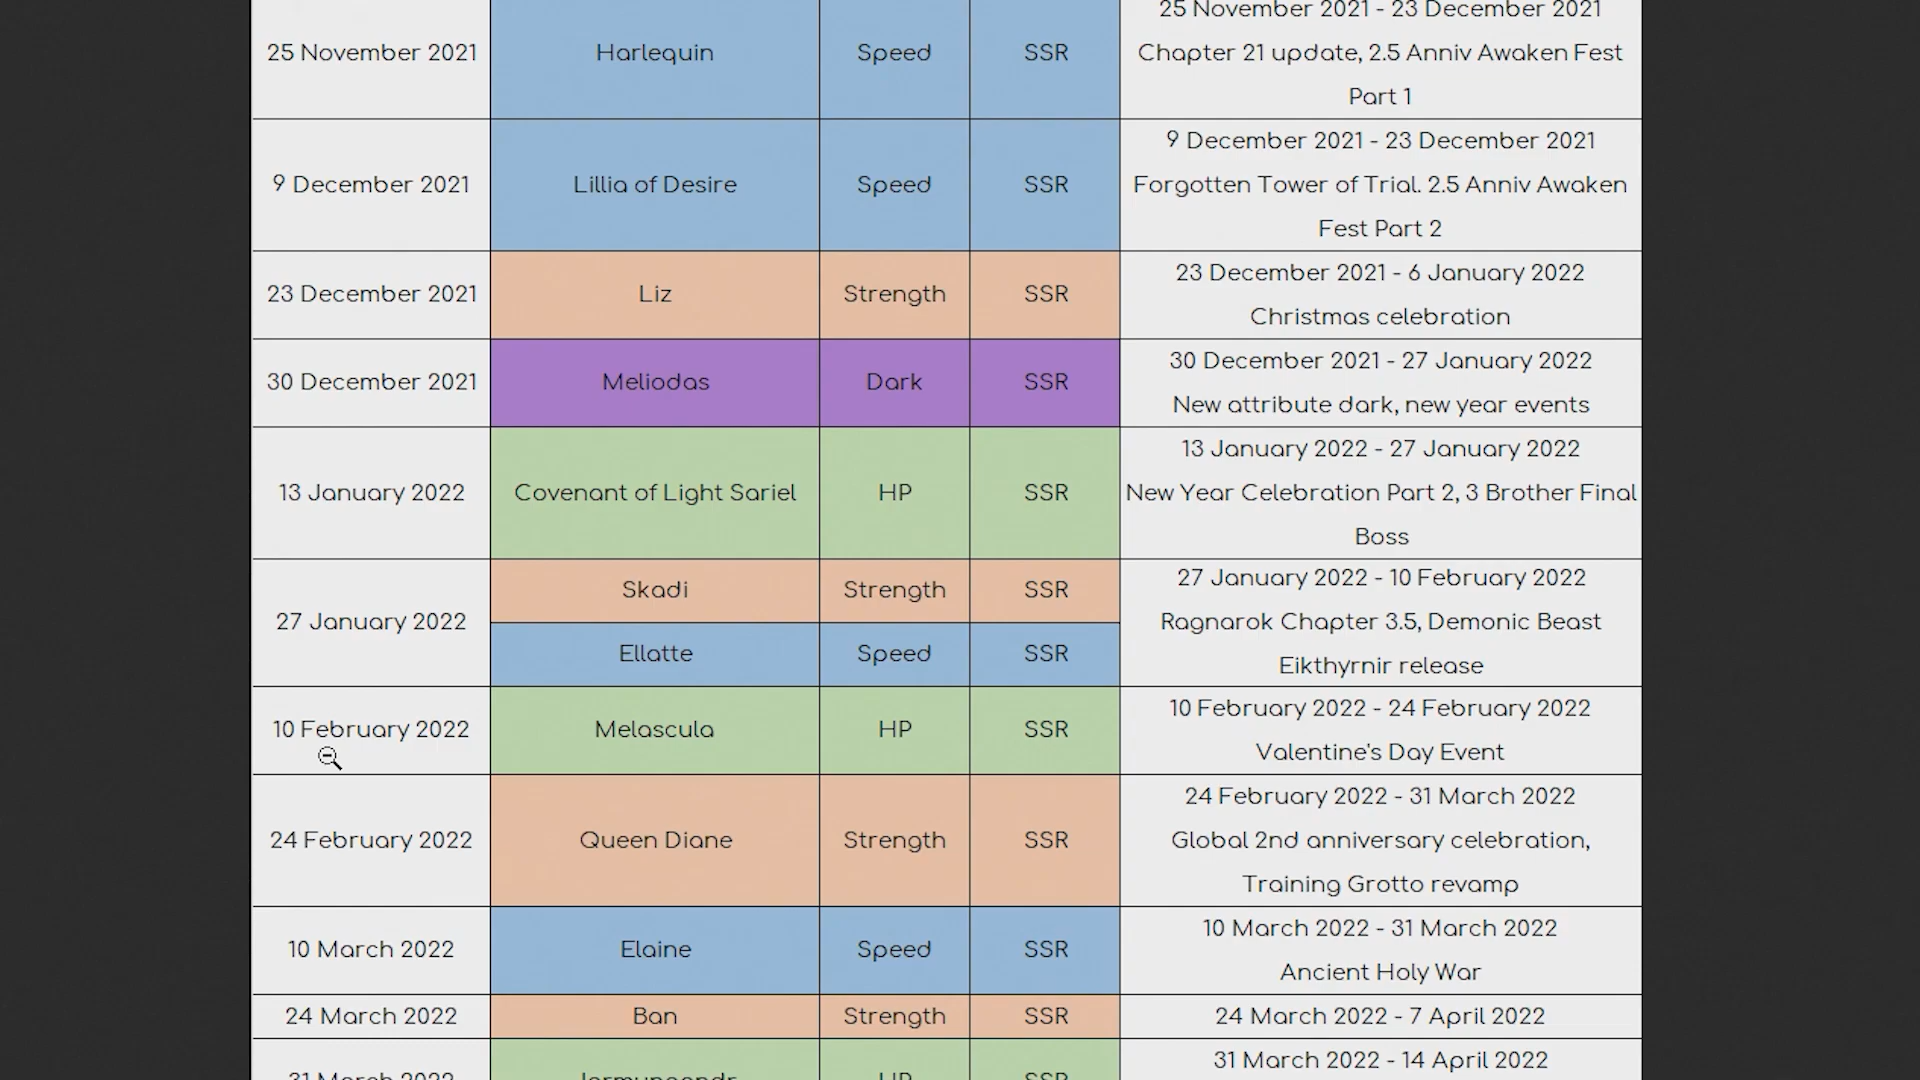 25 November 2021 - 23 December 2021
25 November 2021 Harlequin Speed SSR Chapter 21 update, 2.5 Anniv Awaken Fest
Part 1
9 December 2021 - 23 December 2021
9 December 2021 Lillia of Desire Speed SSR Forgotten Tower of Trial. 2.5 Anniv Awaken
Fest Part 2
23 December 2021 - 6 January 2022
23 December 2021 Liz Strength SSR
Christmas celebration
30 December 2021 - 27 January 2022
30 December 2021 Meliodas Dark SSR
New attribute dark, new year events
13 January 2022 - 27 January 2022
13 January 2022 Covenant of Light Sariel HP SSR New Year Celebration Part 2, 3 Brother Final
Boss
27 January 2022 - 10 February 2022
Skadi Strength SSR
27 January 2022 Ragnarok Chapter 3.5, Demonic Beast
Ellatte Speed SSR
Eikthyrnir release
10 February 2022 - 24 February 2022
10 February 2022 Melascula HP SSR
Valentine's Day Event
24 February 2022 - 31 March 2022
24 February 2022 Queen Diane Strength SSR Global 2nd anniversary celebration,
Training Grotto revamp
10 March 2022 - 31 March 2022
10 March 2022 Elaine Speed SSR
Ancient Holy War
24 March 2022 Ban Strength SSR 24 March 2022 - 7 April 2022
31 March 2022 - 14 April 2022
31 March 2022 HP SSR